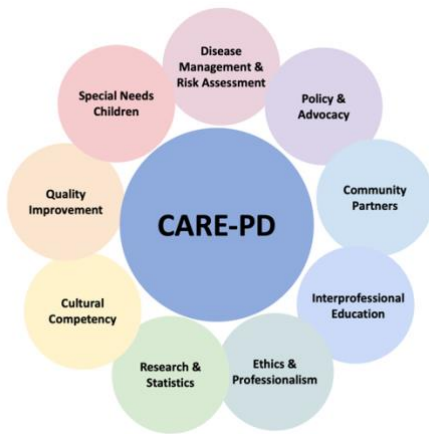 Disease
Management &
Risk Assessment
Policy &
Advocacy
Community
Partners
Interprofessional
Education
Ethics &
Professionalism
Research &
Statistics
Cultural
Competency
Quality
Improvement
Special Needs
Children
CARE-PD